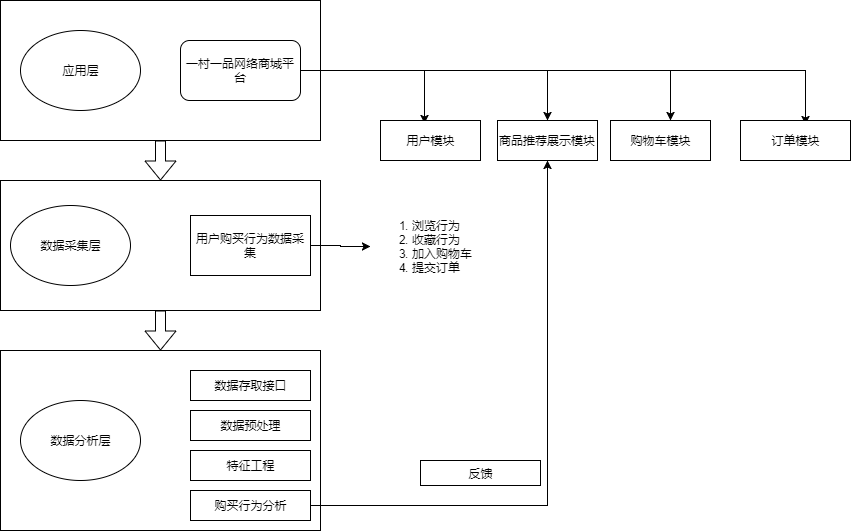 应用层
一村一品网络商城平
台
用户模块
商品推荐展示模块
购物车模块
订单模块
数据采集层
用户购买行为数据采
集
1. 浏览行为
2. 收藏行为
3. 加入购物车
4. 提交订单
数据分析层
数据存取接口
数据预处理
特征工程
购买行为分析
反馈